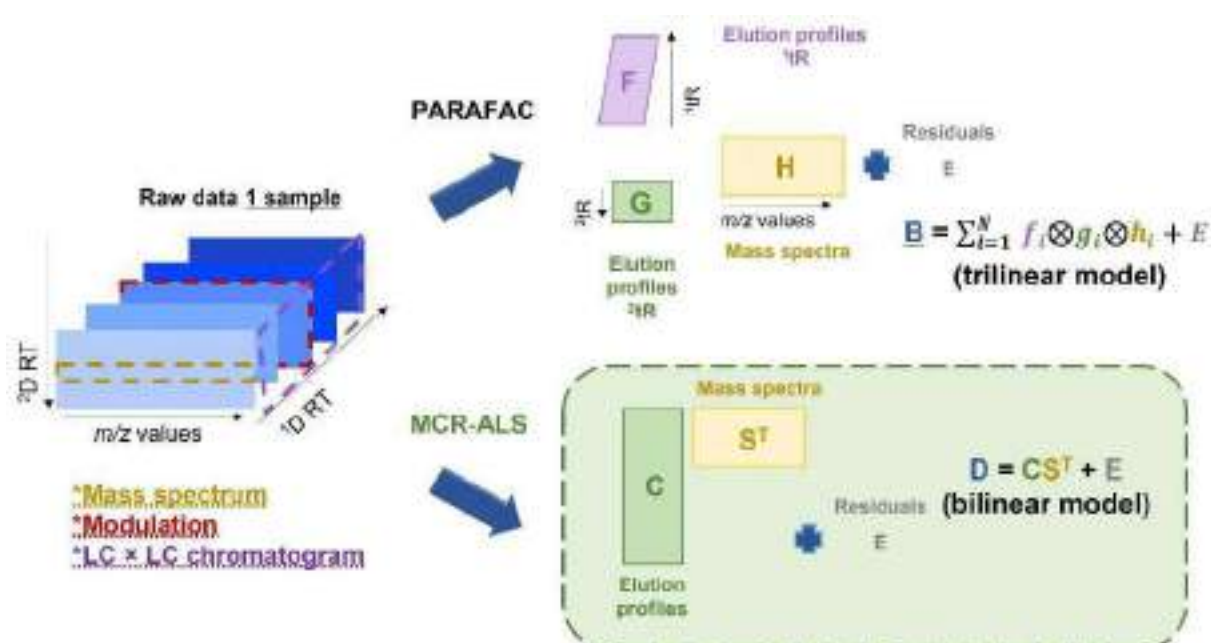 Elution profiles
¹tR
F
¹tR
PARAFAC
Residuals
E
H
Raw data 1 sample
G
²tR
m/z values
Mass spectra
B = ∑ᴺᵢ₌₁ fᵢ⊗gᵢ⊗hᵢ + E
(trilinear model)
Elution
profiles
²tR
²D RT
m/z values
¹D RT
MCR-ALS
Mass spectra
Sᵀ
C
D = CSᵀ + E
(bilinear model)
Residuals
E
Elution
profiles
*Mass spectrum
*Modulation
*LC × LC chromatogram